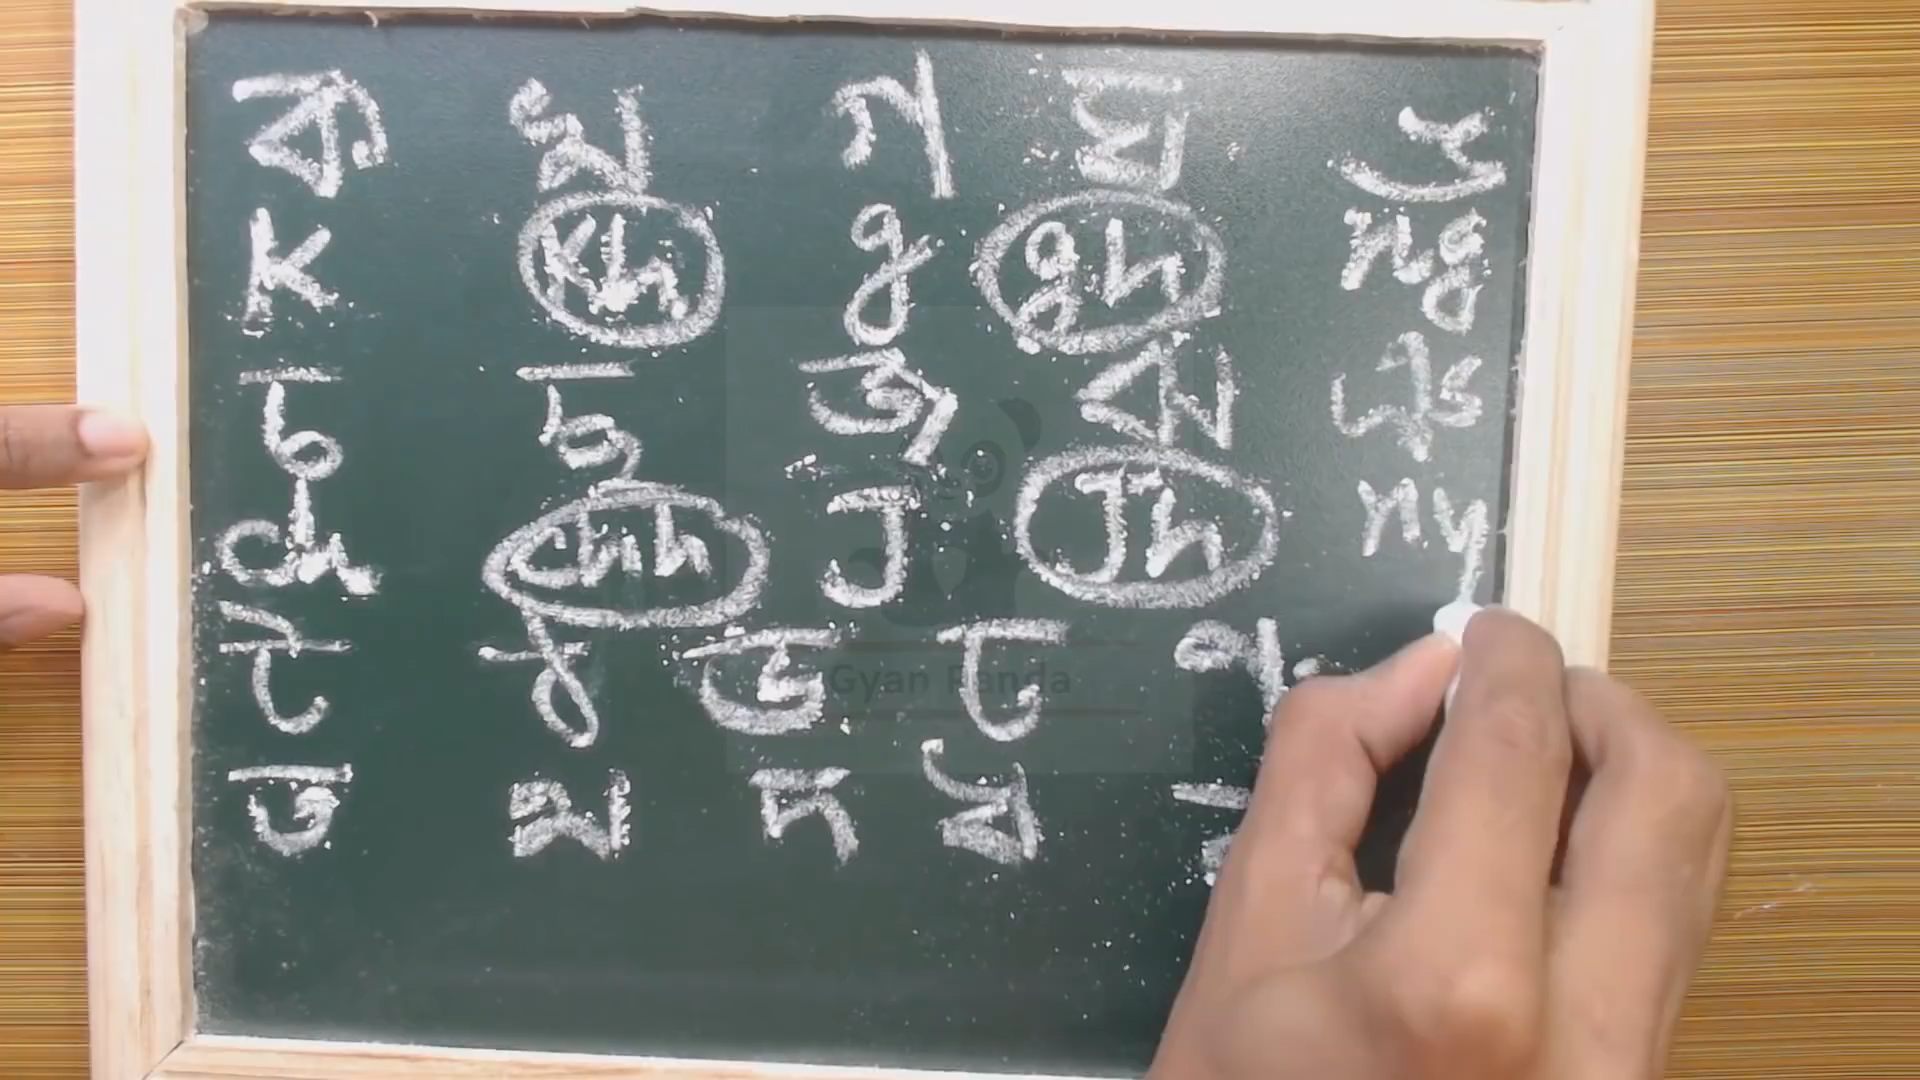 ক খ গ ঘ ঙ
K Kh g gh ng
চ ছ জ ঝ ঞ
Ch Chh J Jh ny
ট ঠ ড ঢ ণ
Gyan Panda
ত থ দ ধ